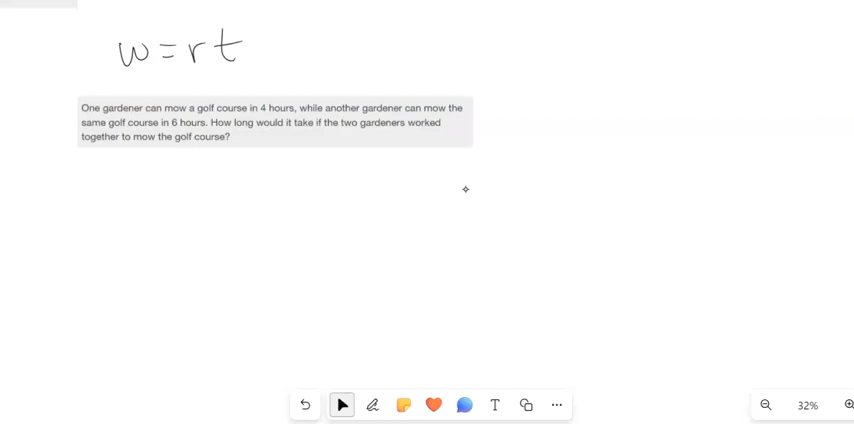 w = rt
One gardener can mow a golf course in 4 hours, while another gardener can mow the
same golf course in 6 hours. How long would it take if the two gardeners worked
together to mow the golf course?
T
32%